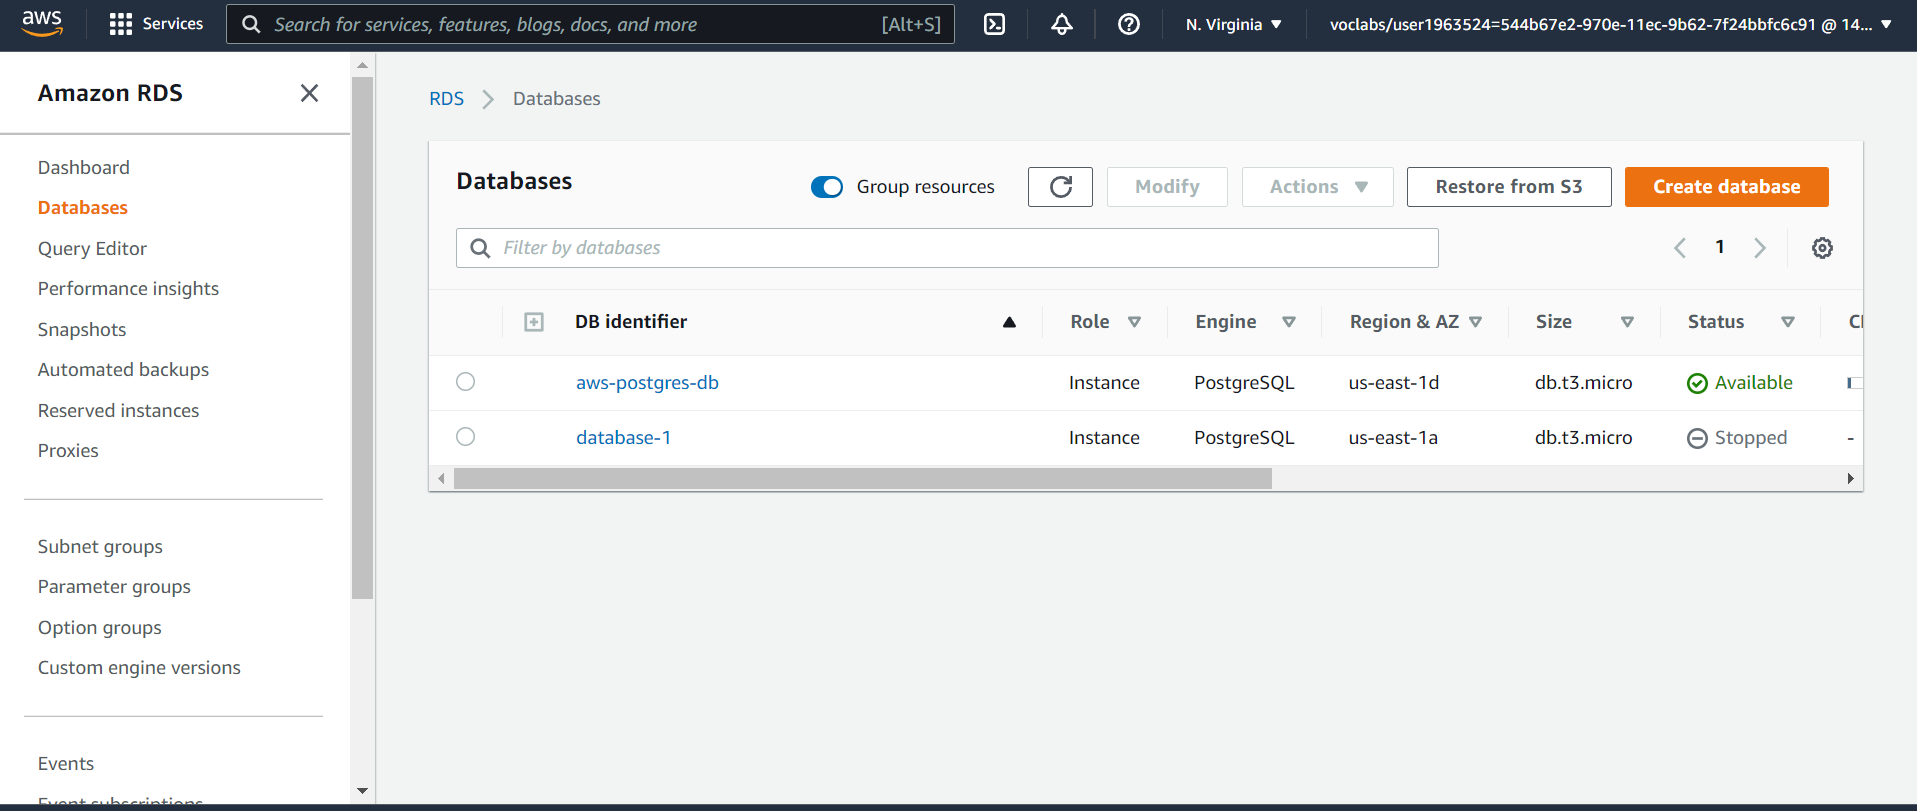 aws
Services
Search for services, features, blogs, docs, and more [Alt+S]
N. Virginia
voclabs/user1963524=544b67e2-970e-11ec-9b62-7f24bbfc6c91 @ 14...
Amazon RDS
Dashboard
Databases
Query Editor
Performance insights
Snapshots
Automated backups
Reserved instances
Proxies
Subnet groups
Parameter groups
Option groups
Custom engine versions
Events
Event subscriptions
RDS > Databases
Databases
Group resources
Modify
Actions
Restore from S3
Create database
Filter by databases
1
DB identifier Role Engine Region & AZ Size Status
aws-postgres-db Instance PostgreSQL us-east-1d db.t3.micro Available
database-1 Instance PostgreSQL us-east-1a db.t3.micro Stopped -